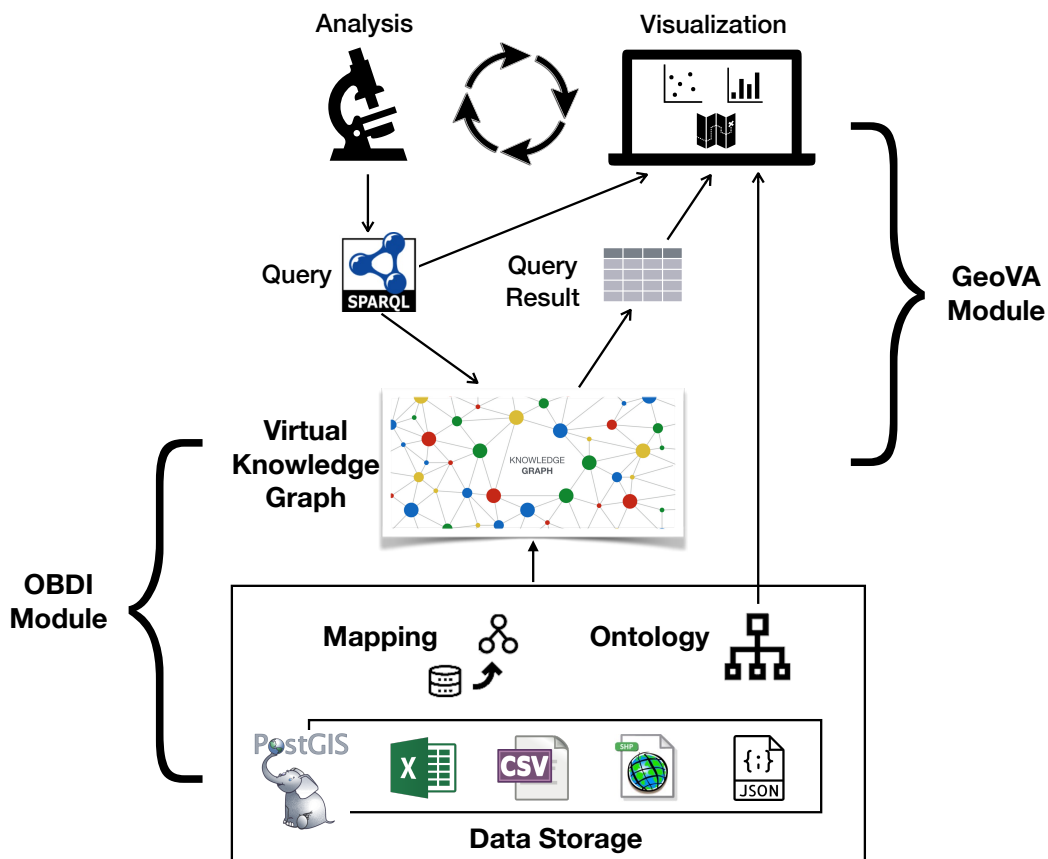 Analysis
Visualization
Query
SPARQL
Query
Result
GeoVA
Module
Virtual
Knowledge
Graph
KNOWLEDGE
GRAPH
OBDI
Module
Mapping
Ontology
PostGIS
X
CSV
SHP
{;}
JSON
Data Storage